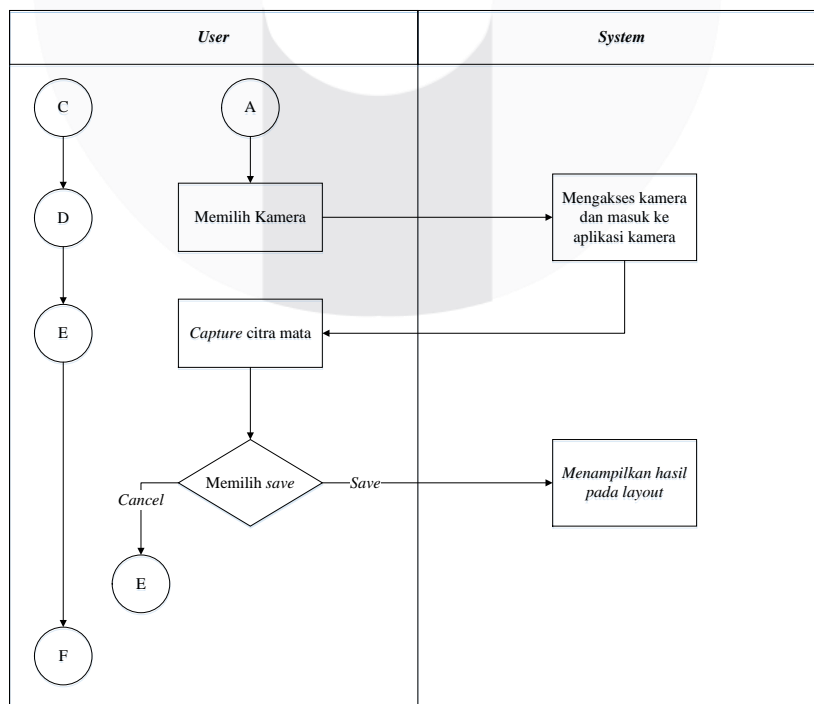 User
System
C
A
D
Memilih Kamera
Mengakses kamera
dan masuk ke
aplikasi kamera
E
Capture citra mata
Memilih save
Save
Cancel
Menampilkan hasil
pada layout
E
F